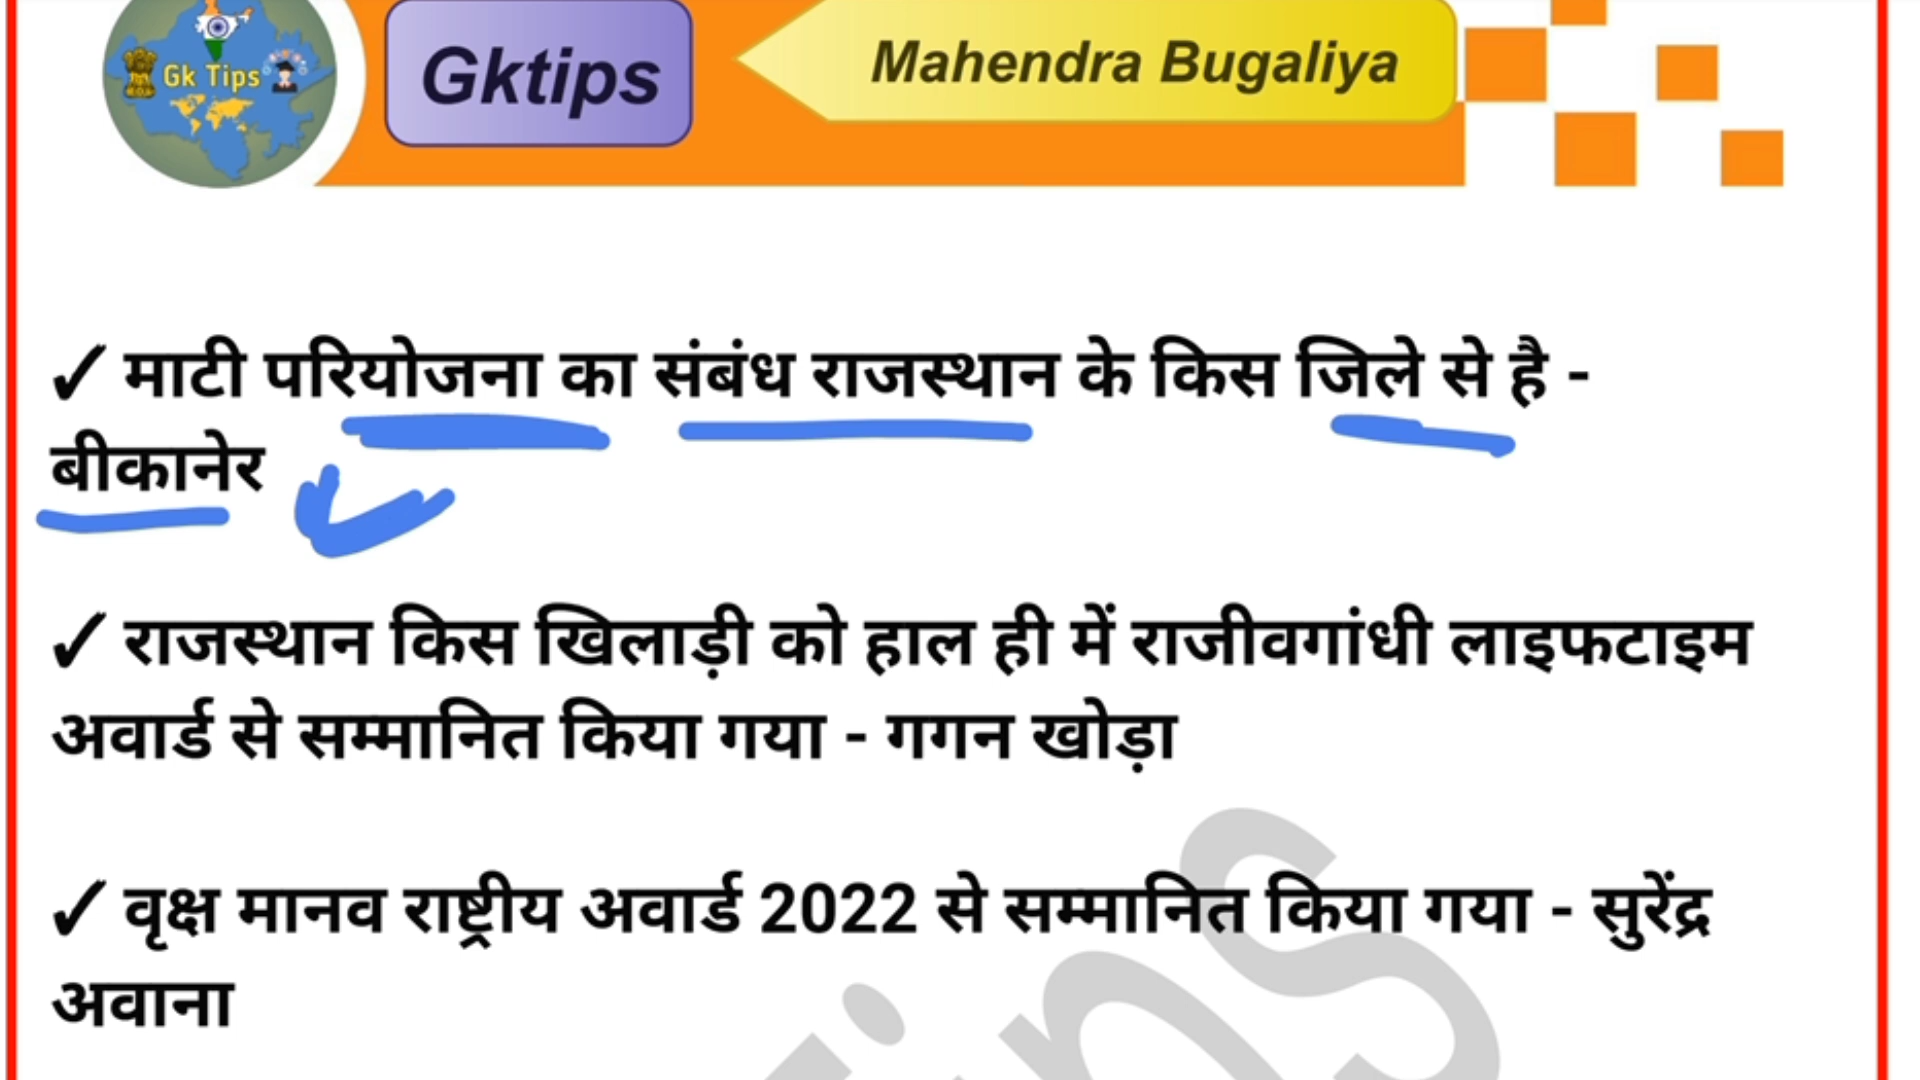 Gk Tips
Gktips
Mahendra Bugaliya
✓ माटी परियोजना का संबंध राजस्थान के किस जिले से है -
बीकानेर
✓ राजस्थान किस खिलाड़ी को हाल ही में राजीवगांधी लाइफटाइम
अवार्ड से सम्मानित किया गया - गगन खोड़ा
✓ वृक्ष मानव राष्ट्रीय अवार्ड 2022 से सम्मानित किया गया - सुरेंद्र
अवाना